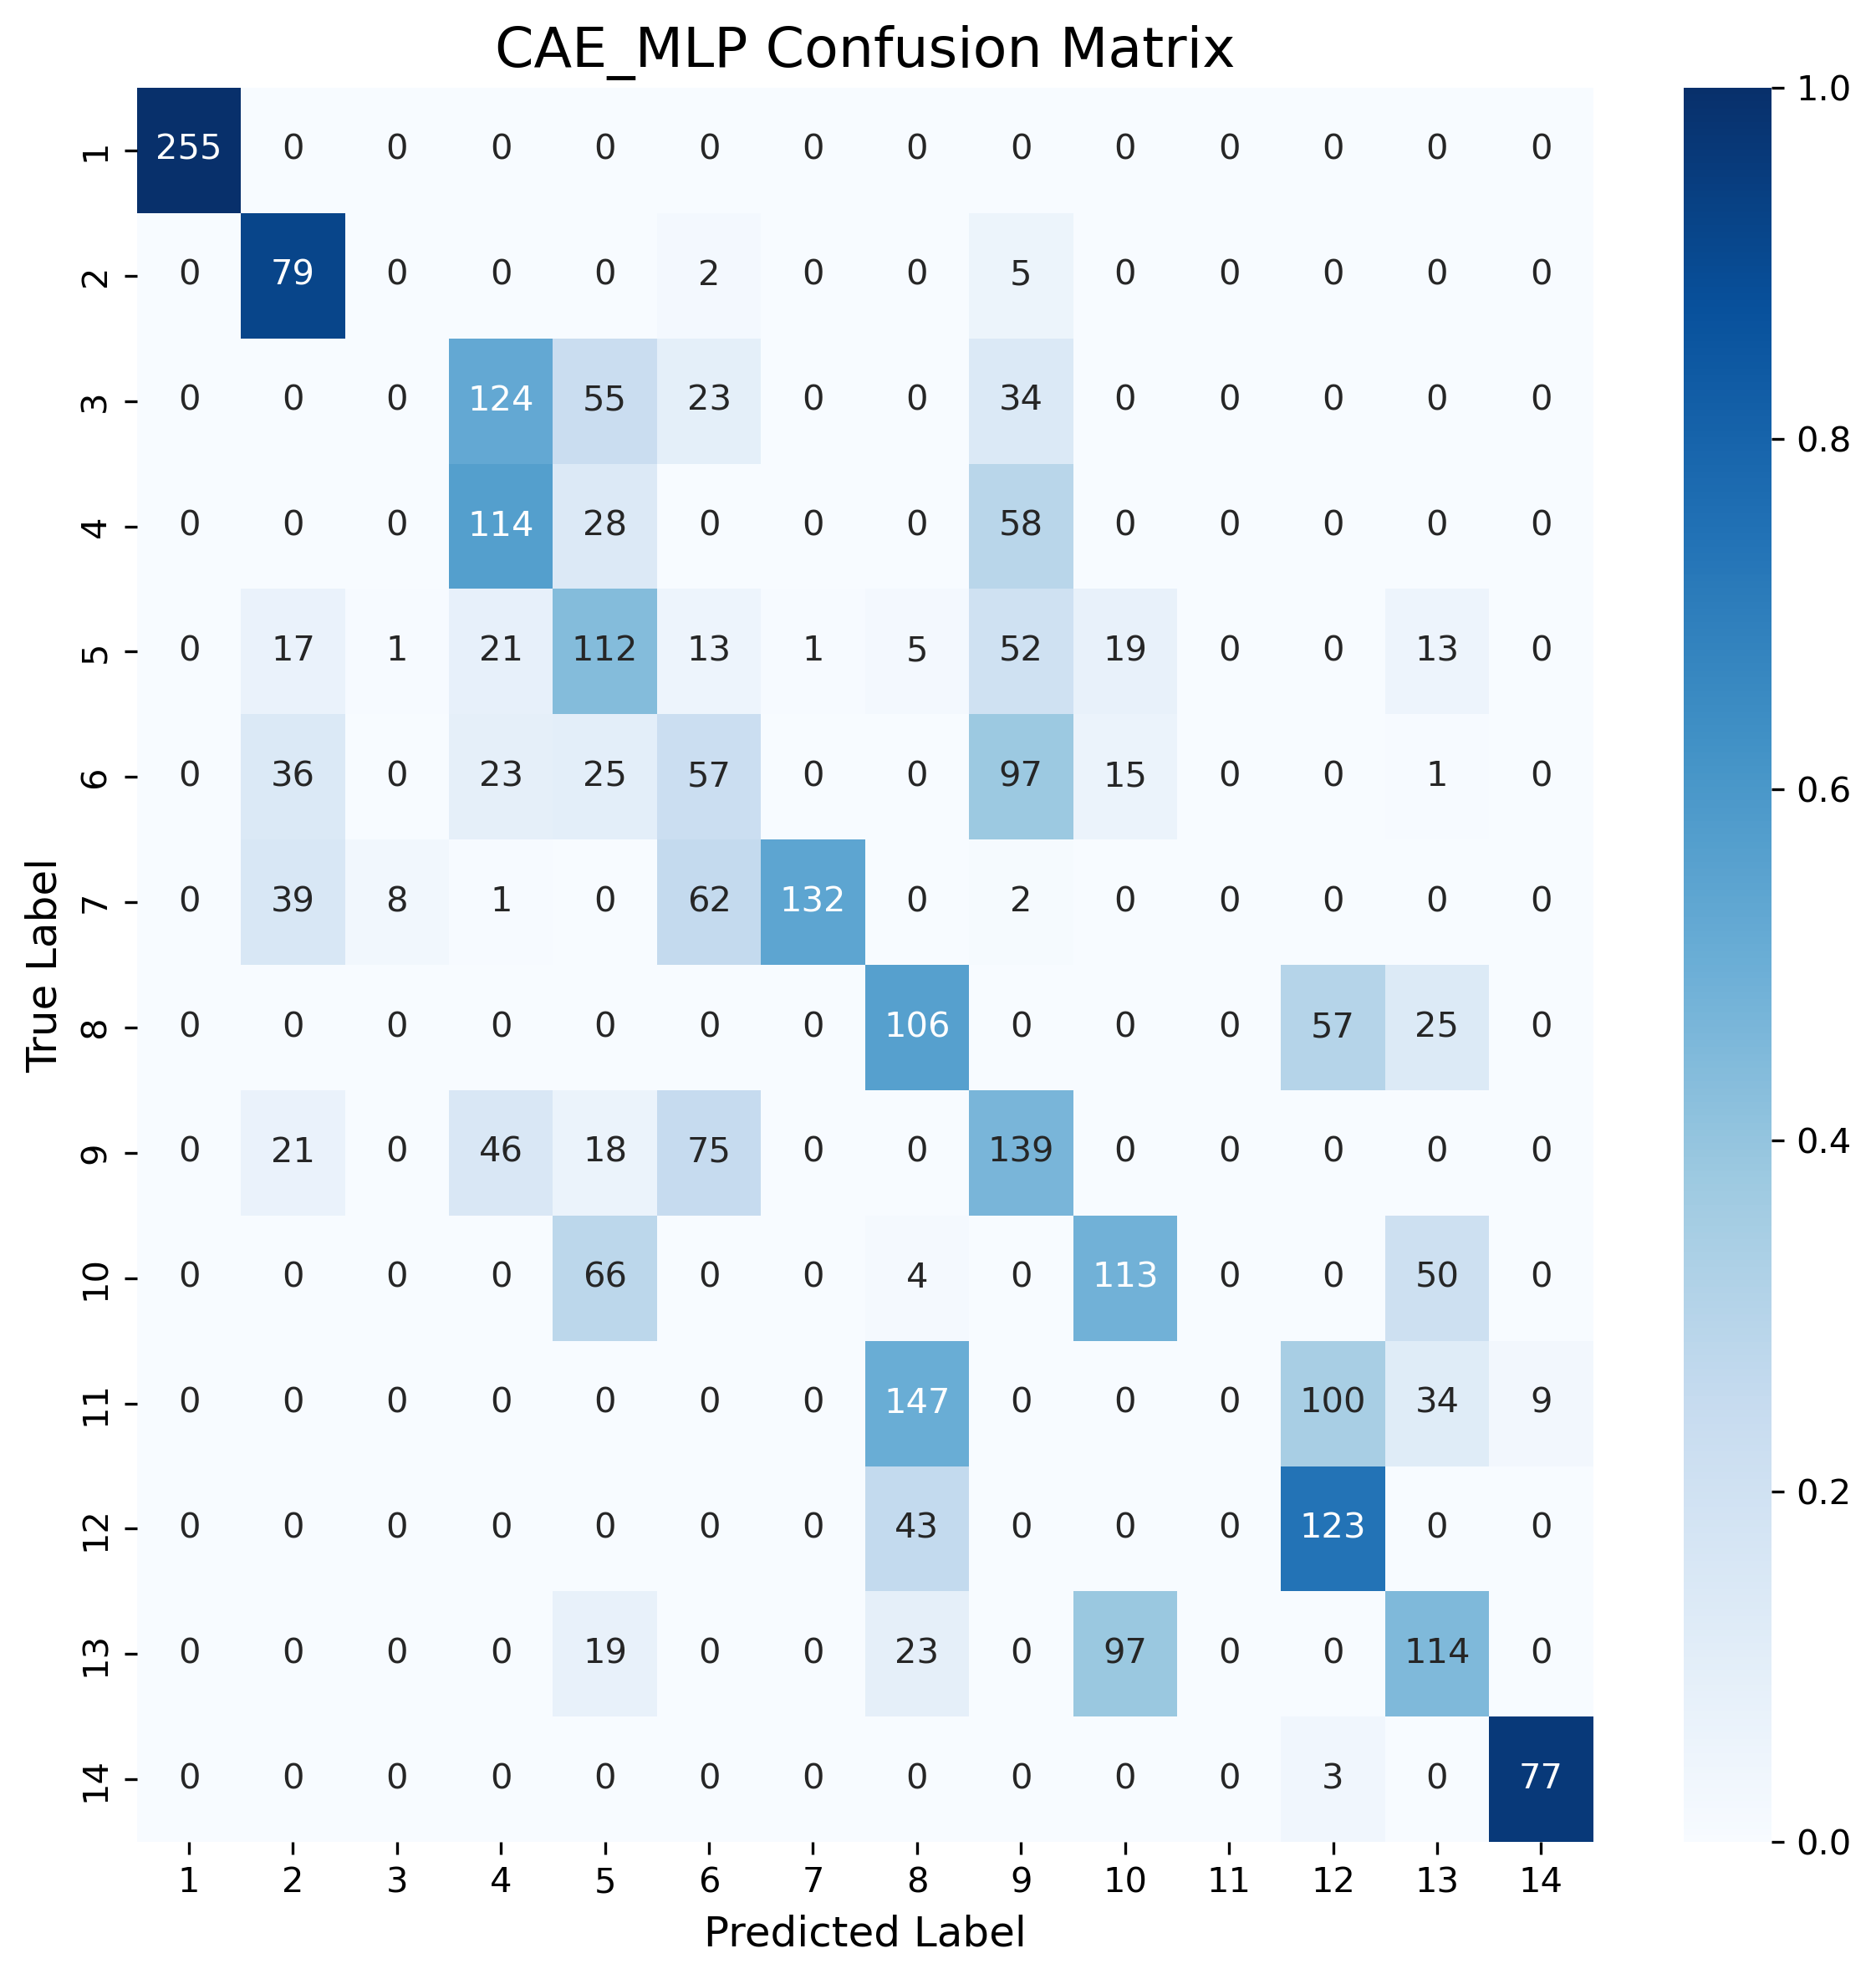 CAE_MLP Confusion Matrix
1 255 0 0 0 0 0 0 0 0 0 0 0 0 0
2 0 79 0 0 0 2 0 0 5 0 0 0 0 0
3 0 0 0 124 55 23 0 0 34 0 0 0 0 0
4 0 0 0 114 28 0 0 0 58 0 0 0 0 0
5 0 17 1 21 112 13 1 5 52 19 0 0 13 0
6 0 36 0 23 25 57 0 0 97 15 0 0 1 0
7 0 39 8 1 0 62 132 0 2 0 0 0 0 0
8 0 0 0 0 0 0 0 106 0 0 0 57 25 0
9 0 21 0 46 18 75 0 0 139 0 0 0 0 0
10 0 0 0 0 66 0 0 4 0 113 0 0 50 0
11 0 0 0 0 0 0 0 147 0 0 0 100 34 9
12 0 0 0 0 0 0 0 43 0 0 0 123 0 0
13 0 0 0 0 19 0 0 23 0 97 0 0 114 0
14 0 0 0 0 0 0 0 0 0 0 0 3 0 77
1 2 3 4 5 6 7 8 9 10 11 12 13 14
Predicted Label
True Label
1.0
0.8
0.6
0.4
0.2
0.0